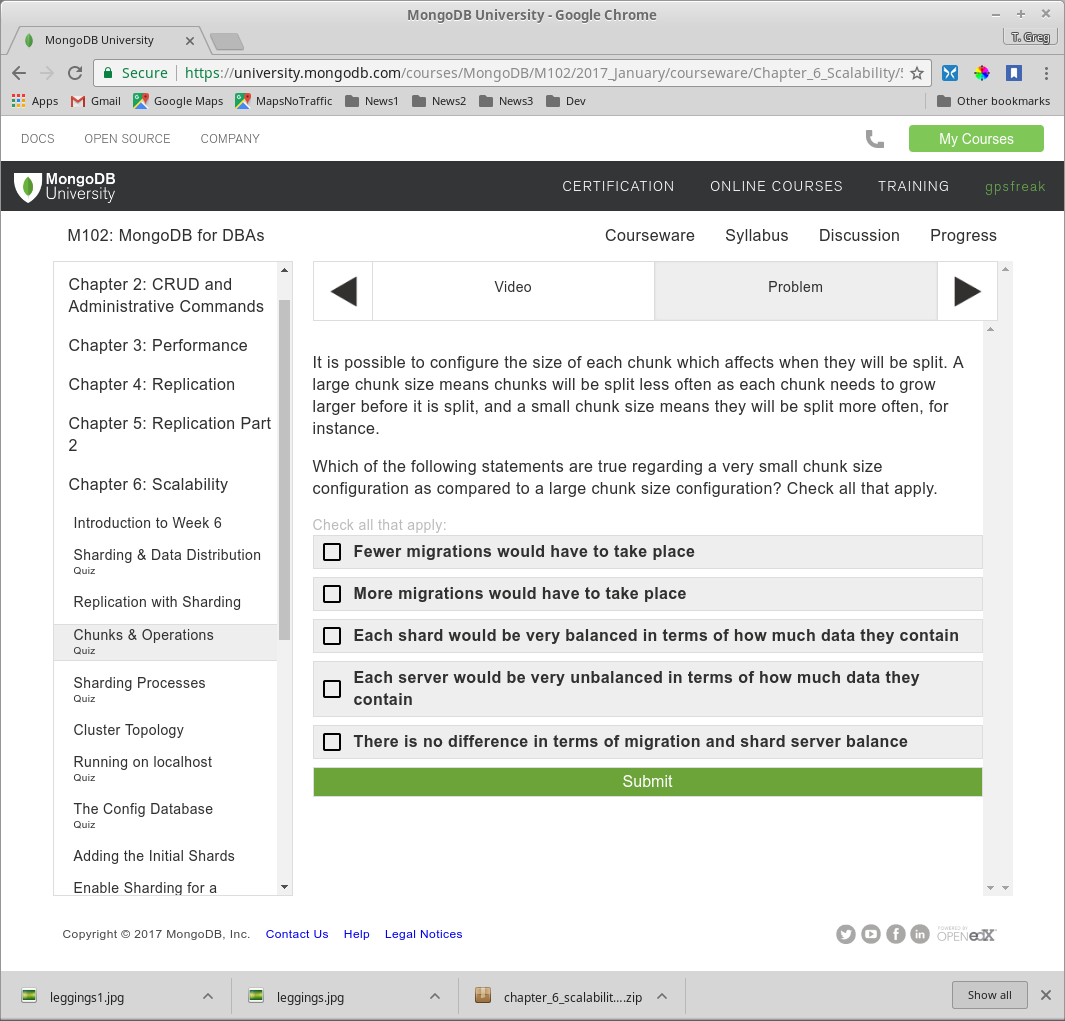 MongoDB University - Google Chrome
MongoDB University
T. Greg
Secure https://university.mongodb.com/courses/MongoDB/M102/2017_January/courseware/Chapter_6_Scalability/
Apps Gmail Google Maps MapsNoTraffic News1 News2 News3 Dev Other bookmarks
DOCS OPEN SOURCE COMPANY My Courses
MongoDB
University
CERTIFICATION ONLINE COURSES TRAINING gpsfreak
M102: MongoDB for DBAs Courseware Syllabus Discussion Progress
Chapter 2: CRUD and
Administrative Commands
Chapter 3: Performance
Chapter 4: Replication
Chapter 5: Replication Part
2
Chapter 6: Scalability
Introduction to Week 6
Sharding & Data Distribution
Quiz
Replication with Sharding
Chunks & Operations
Quiz
Sharding Processes
Quiz
Cluster Topology
Running on localhost
Quiz
The Config Database
Quiz
Adding the Initial Shards
Enable Sharding for a
Video Problem
It is possible to configure the size of each chunk which affects when they will be split. A
large chunk size means chunks will be split less often as each chunk needs to grow
larger before it is split, and a small chunk size means they will be split more often, for
instance.
Which of the following statements are true regarding a very small chunk size
configuration as compared to a large chunk size configuration? Check all that apply.
Check all that apply:
Fewer migrations would have to take place
More migrations would have to take place
Each shard would be very balanced in terms of how much data they contain
Each server would be very unbalanced in terms of how much data they
contain
There is no difference in terms of migration and shard server balance
Submit
Copyright © 2017 MongoDB, Inc. Contact Us Help Legal Notices
POWERED BY
OPEN edX
leggings1.jpg leggings.jpg chapter_6_scalabilit....zip Show all